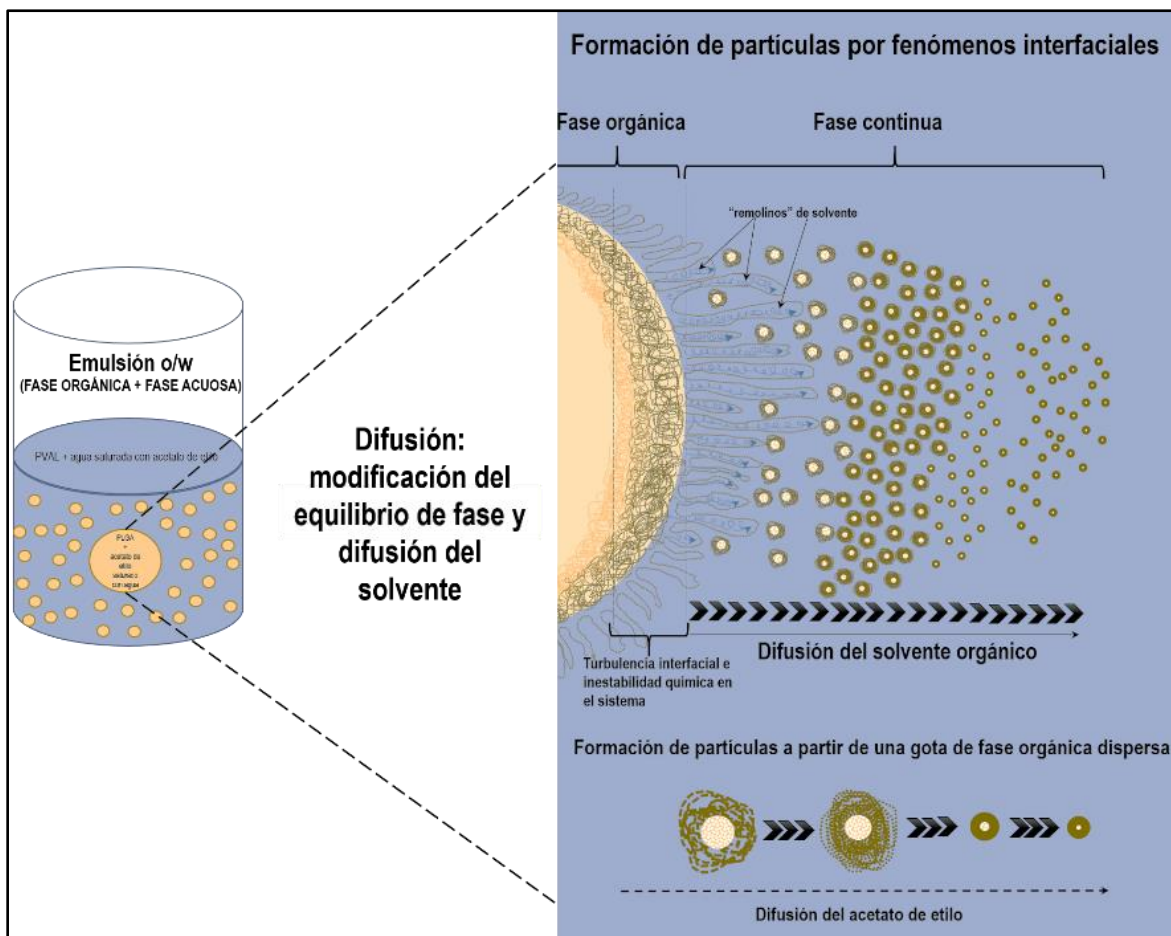 Formación de partículas por fenómenos interfaciales
Fase orgánica
Fase continua
"remolinos" de solvente
Emulsión o/w
(FASE ORGÁNICA + FASE ACUOSA)
PVAL + agua saturada con acetato de etilo
PLGA
+
acetato de
etilo
saturado
con agua
Difusión:
modificación del
equilibrio de fase y
difusión del
solvente
Difusión del solvente orgánico
Turbulencia interfacial e
inestabilidad química en
el sistema
Formación de partículas a partir de una gota de fase orgánica dispersa
Difusión del acetato de etilo